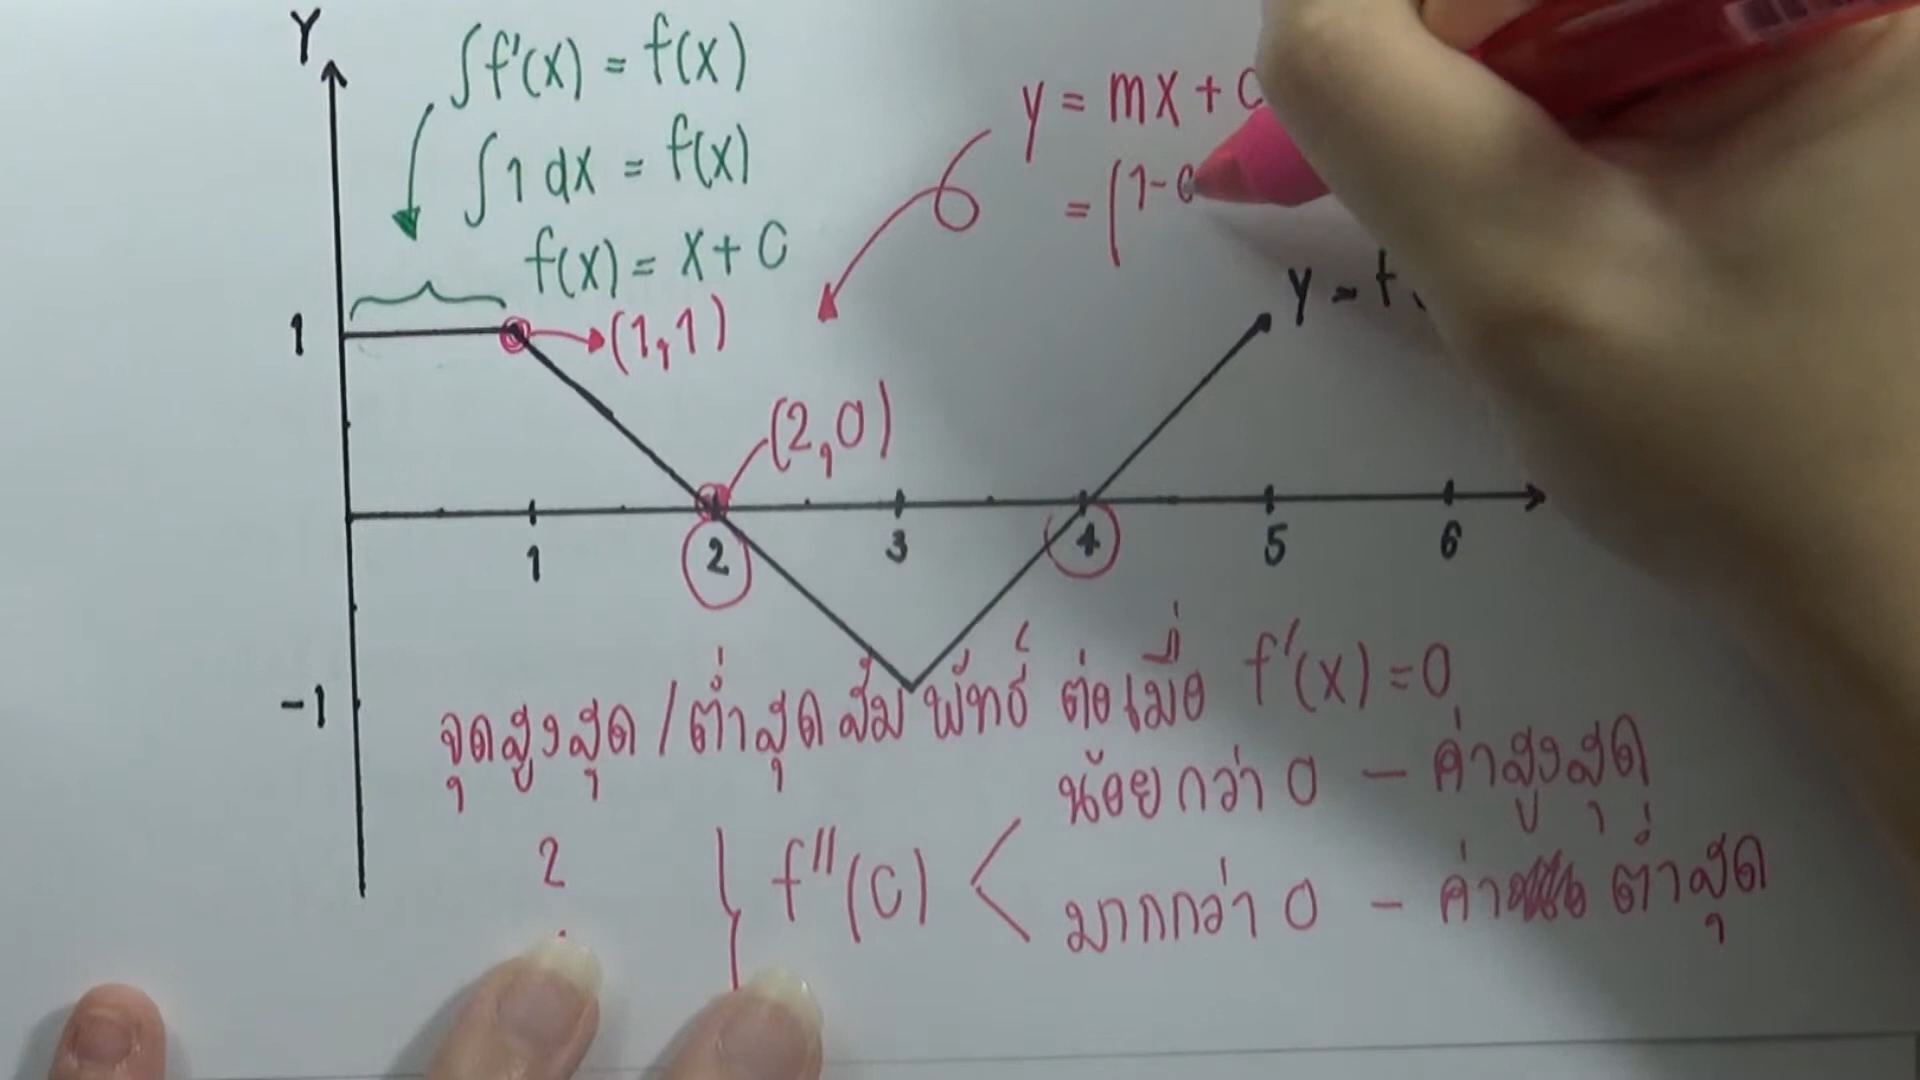 Y
∫f'(x) = f(x)
∫1 dx = f(x)
f(x) = x + c
y = mx + c
= (1-
y = f
1
(1,1)
(2,0)
1 2 3 4 5 6
-1
จุดสูงสุด / ต่ำสุดสัมพัทธ์ ต่อเมื่อ f'(x) = 0
น้อยกว่า 0 - ค่าสูงสุด
2 f''(c)
มากกว่า 0 - ค่า ต่ำสุด